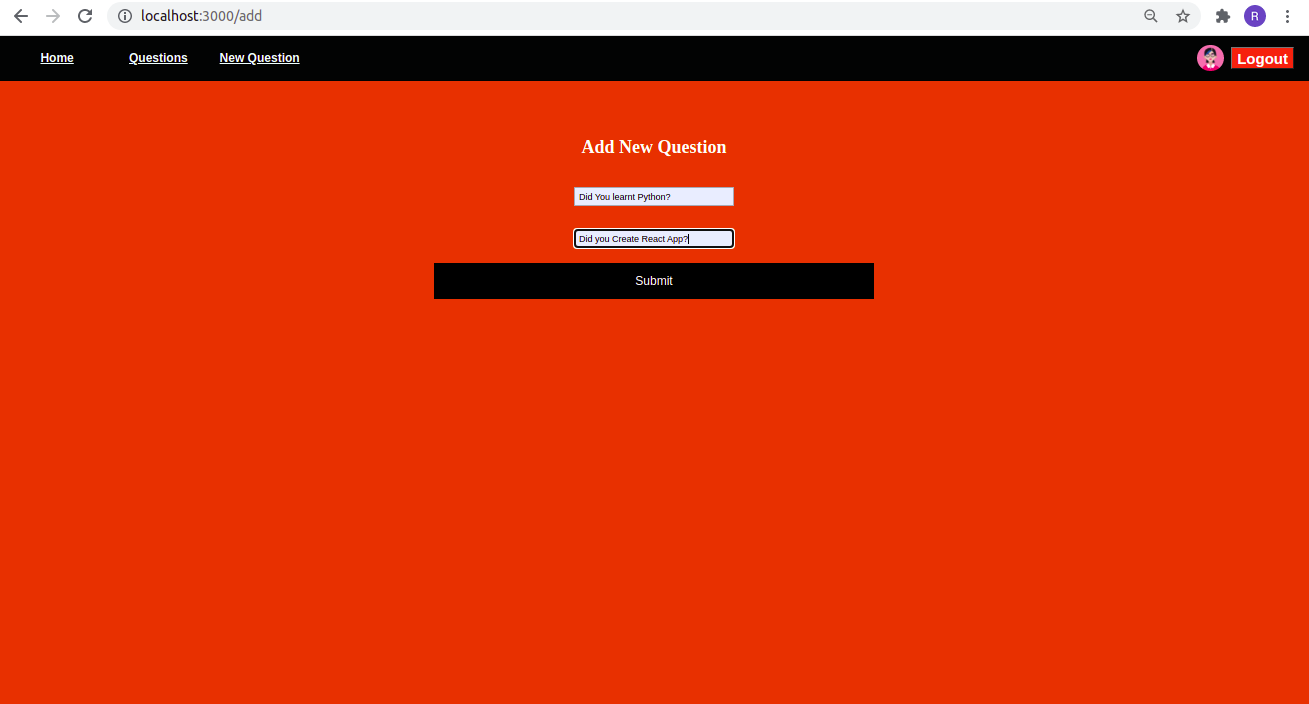 localhost:3000/add
R
Home Questions New Question Logout
Add New Question
Did You learnt Python?
Did you Create React App?
Submit